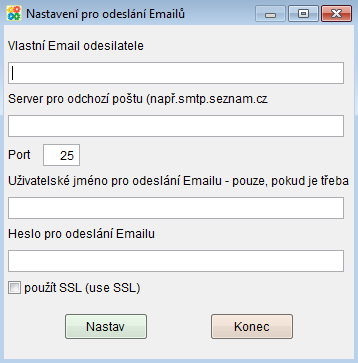 Nastavení pro odeslání Emailů
Vlastní Email odesilatele
Server pro odchozí poštu (např.smtp.seznam.cz
Port 25
Uživatelské jméno pro odeslání Emailu - pouze, pokud je třeba
Heslo pro odeslání Emailu
použít SSL (use SSL)
Nastav Konec